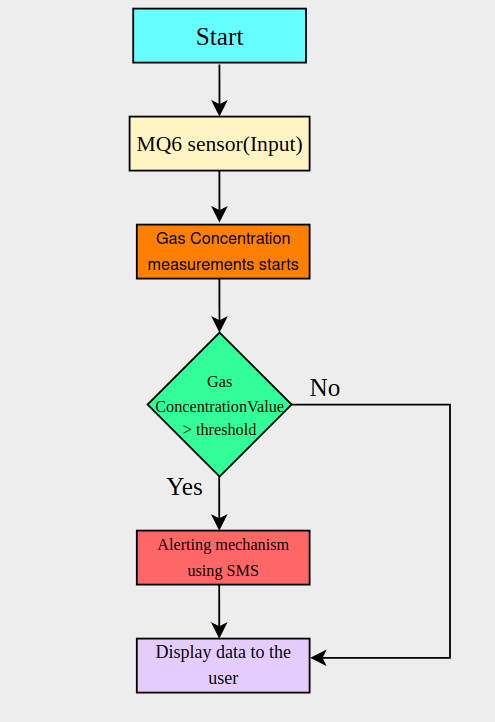 Start
MQ6 sensor(Input)
Gas Concentration
measurements starts
Gas
ConcentrationValue
> threshold
No
Yes
Alerting mechanism
using SMS
Display data to the
user